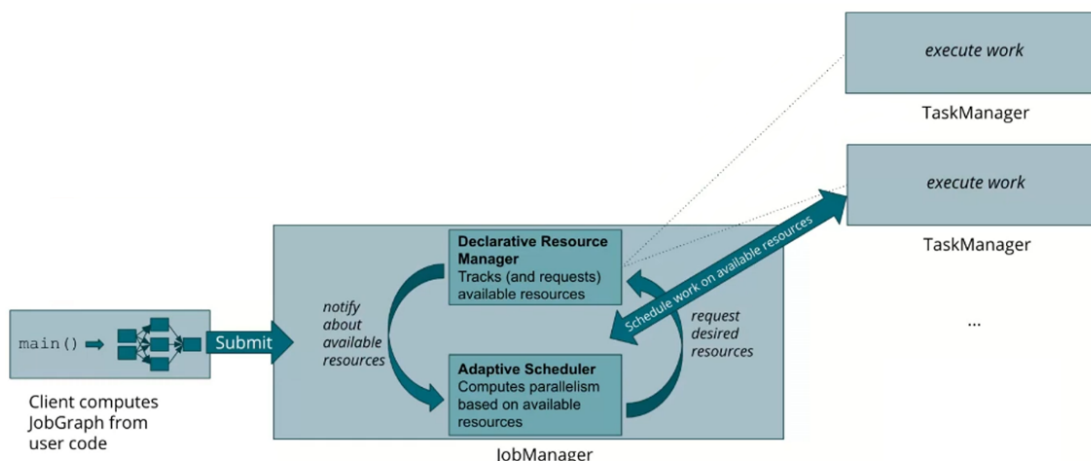 execute work
TaskManager
execute work
TaskManager
...
Declarative Resource
Manager
Tracks (and requests)
available resources
Schedule work on available resources
notify
about
available
resources
request
desired
resources
main()
Submit
Adaptive Scheduler
Computes parallelism
based on available
resources
Client computes
JobGraph from
user code
JobManager